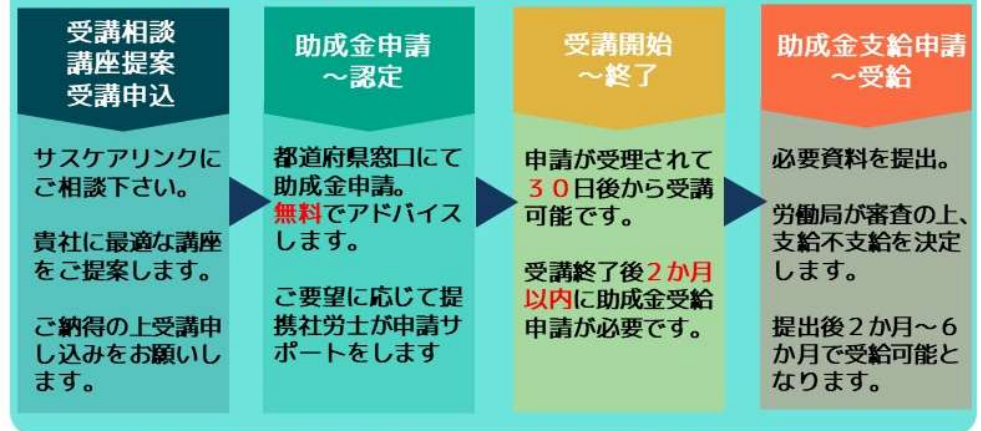 受講相談
講座提案
受講申込
サスケアリンクに
ご相談下さい。
貴社に最適な講座
をご提案します。
ご納得の上受講申
し込みをお願いし
ます。
助成金申請
～認定
都道府県窓口にて
助成金申請。
無料でアドバイス
します。
ご要望に応じて提
携社労士が申請サ
ポートをします
受講開始
～終了
申請が受理されて
３０日後から受講
可能です。
受講終了後２か月
以内に助成金受給
申請が必要です。
助成金支給申請
～受給
必要資料を提出。
労働局が審査の上、
支給不支給を決定
します。
提出後２か月～６
か月で受給可能と
なります。